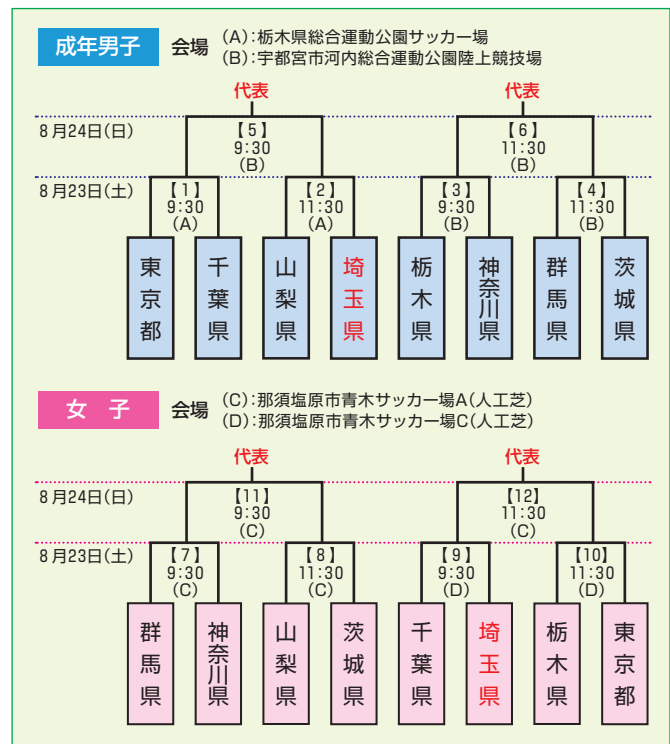 成年男子 会場 (A):栃木県総合運動公園サッカー場
(B):宇都宮市河内総合運動公園陸上競技場
代表 代表
8月24日(日) 【5】 【6】
9:30 11:30
(B) (B)
8月23日(土) 【1】 【2】 【3】 【4】
9:30 11:30 9:30 11:30
(A) (A) (B) (B)
東京都 千葉県 山梨県 埼玉県 栃木県 神奈川県 群馬県 茨城県
女子 会場 (C):那須塩原市青木サッカー場A(人工芝)
(D):那須塩原市青木サッカー場C(人工芝)
代表 代表
8月24日(日) 【11】 【12】
9:30 11:30
(C) (C)
8月23日(土) 【7】 【8】 【9】 【10】
9:30 11:30 9:30 11:30
(C) (C) (D) (D)
群馬県 神奈川県 山梨県 茨城県 千葉県 埼玉県 栃木県 東京都